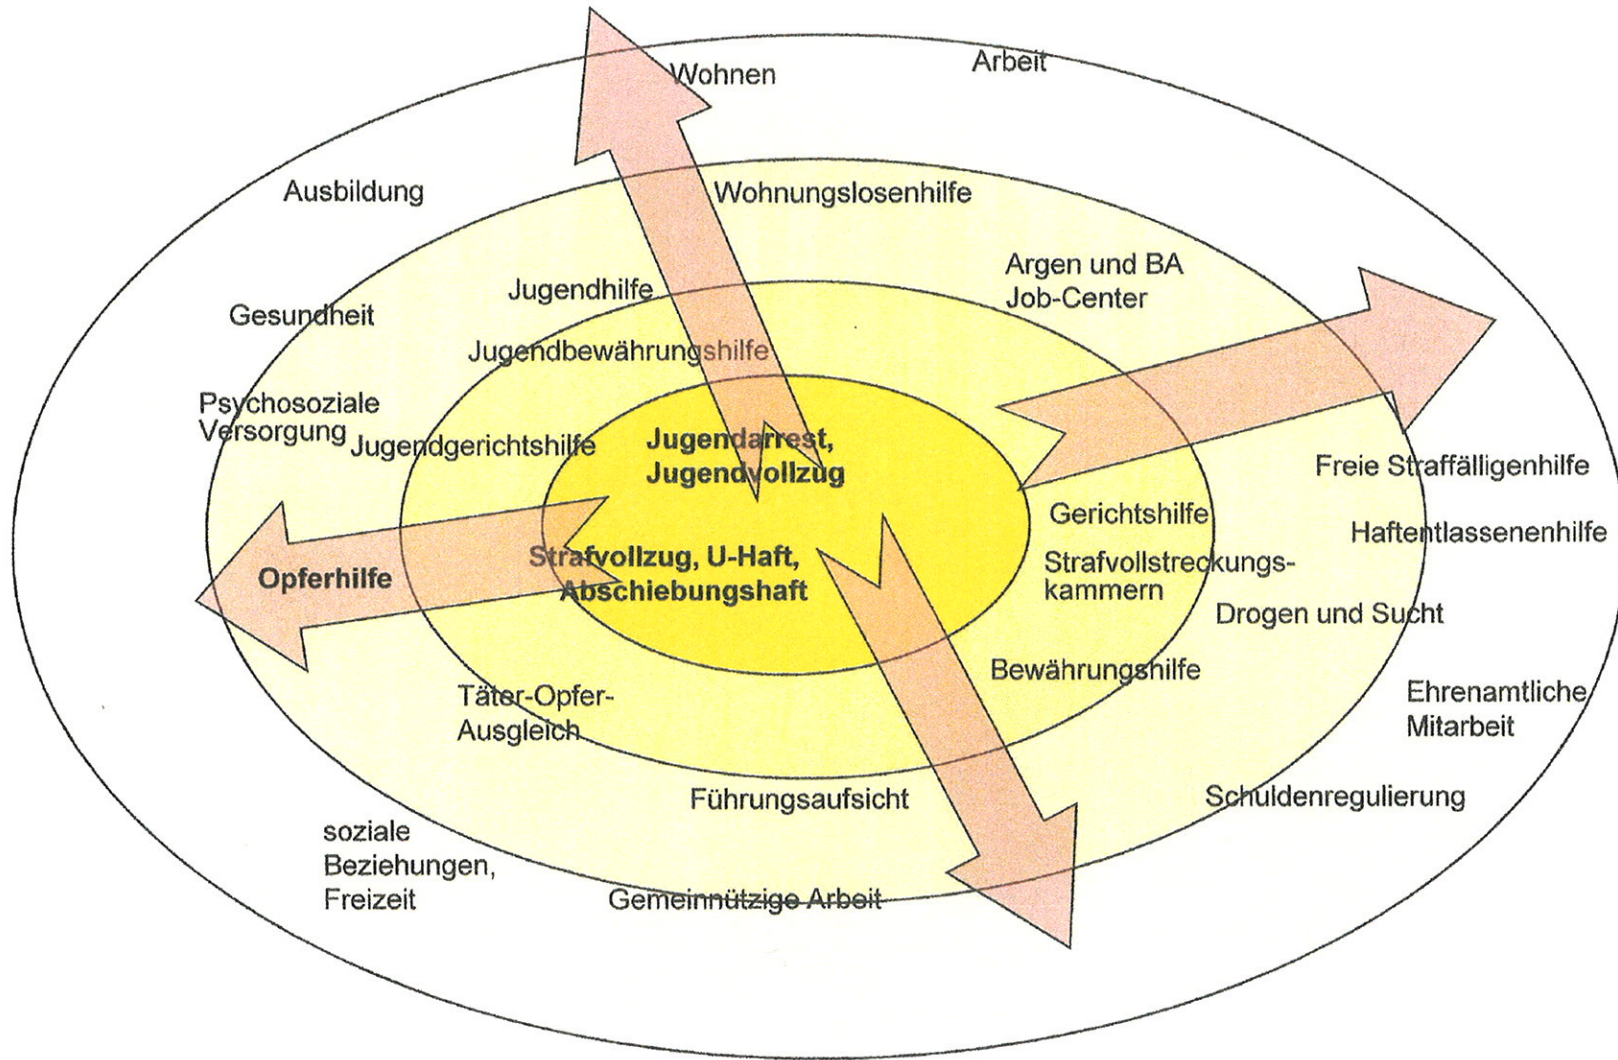 Arbeit
Wohnen
Ausbildung
Wohnungslosenhilfe
Argen und BA
Job-Center
Jugendhilfe
Gesundheit
Jugendbewährungshilfe
Psychosoziale
Versorgung
Jugendgerichtshilfe
Jugendarrest,
Jugendvollzug
Freie Straffälligenhilfe
Gerichtshilfe
Haftentlassenenhilfe
Strafvollzug, U-Haft,
Abschiebungshaft
Strafvollstreckungs-
kammern
Opferhilfe
Drogen und Sucht
Bewährungshilfe
Täter-Opfer-
Ausgleich
Ehrenamtliche
Mitarbeit
Führungsaufsicht
Schuldenregulierung
soziale
Beziehungen,
Freizeit
Gemeinnützige Arbeit